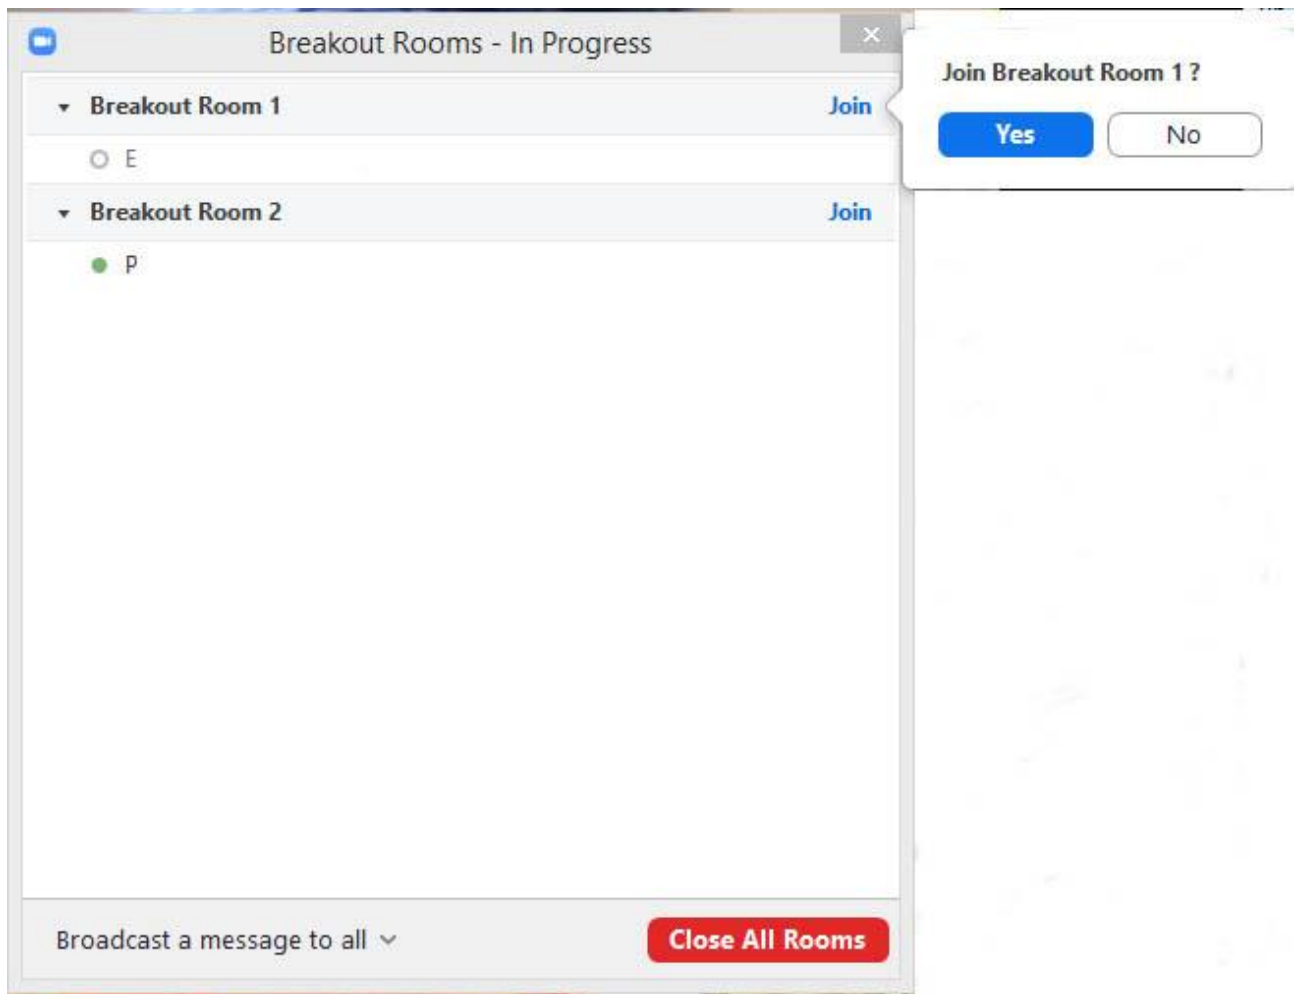 Breakout Rooms - In Progress
Join Breakout Room 1 ?
Yes No
Breakout Room 1 Join
E
Breakout Room 2 Join
P
Broadcast a message to all Close All Rooms